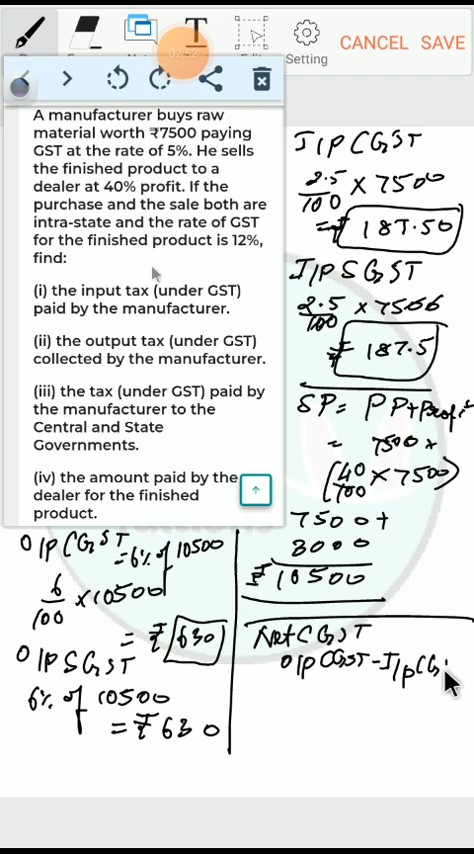 CANCEL SAVE
Setting
A manufacturer buys raw
material worth ₹7500 paying
GST at the rate of 5%. He sells
the finished product to a
dealer at 40% profit. If the
purchase and the sale both are
intra-state and the rate of GST
for the finished product is 12%,
find:
(i) the input tax (under GST)
paid by the manufacturer.
(ii) the output tax (under GST)
collected by the manufacturer.
(iii) the tax (under GST) paid by
the manufacturer to the
Central and State
Governments.
(iv) the amount paid by the
dealer for the finished
product.
I/P CGST
2.5/100 × 7500
= ₹ 187.50
I/P SGST
2.5/100 × 7500
₹ 187.5
SP = PP + Profit
= 7500 +
(40/100 × 7500)
7500 +
3000
₹ 10500
O/P CGST
= 6% of 10500
6/100 × 10500
= ₹ 630
O/P SGST
6% of 10500
= ₹ 630
Net CGST
O/P CGST - I/P CG